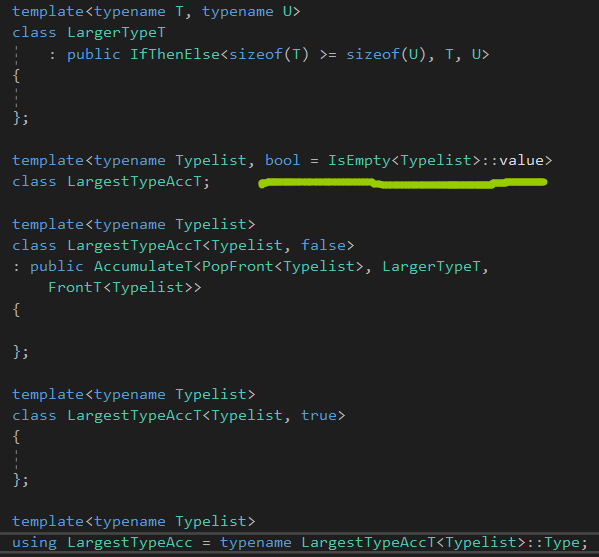 template<typename T, typename U>
class LargerTypeT
    : public IfThenElse<sizeof(T) >= sizeof(U), T, U>
{
};
template<typename Typelist, bool = IsEmpty<Typelist>::value>
class LargestTypeAccT;
template<typename Typelist>
class LargestTypeAccT<Typelist, false>
: public AccumulateT<PopFront<Typelist>, LargerTypeT,
    FrontT<Typelist>>
{
};
template<typename Typelist>
class LargestTypeAccT<Typelist, true>
{
};
template<typename Typelist>
using LargestTypeAcc = typename LargestTypeAccT<Typelist>::Type;